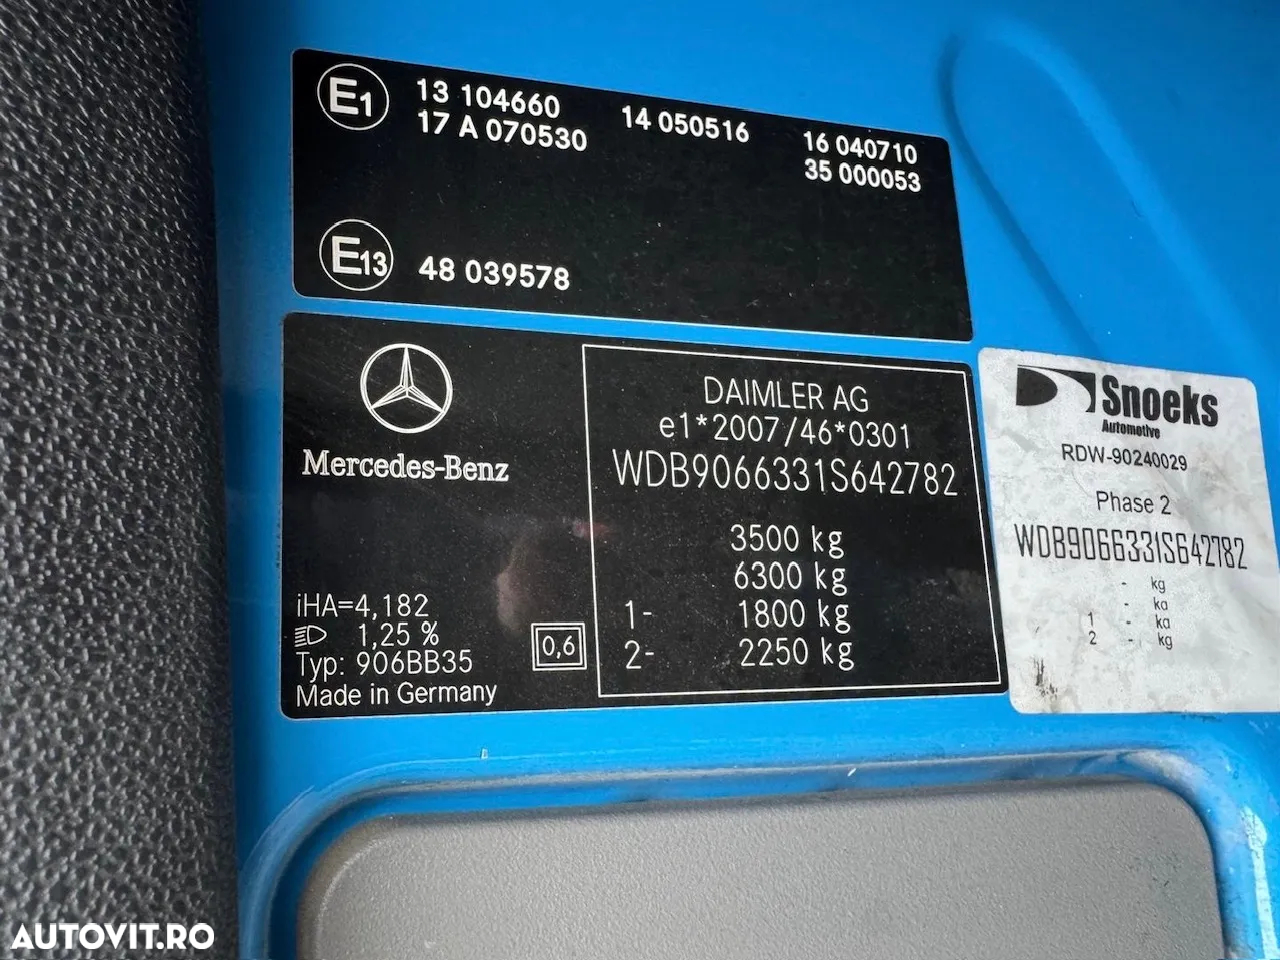 E1
13 104660 14 050516 16 040710
17 A 070530 35 000053
E13 48 039578
Mercedes-Benz
iHA=4,182
1,25 %
Typ: 906BB35
Made in Germany
0,6
DAIMLER AG
e1*2007/46*0301
WDB9066331S642782
3500 kg
6300 kg
1- 1800 kg
2- 2250 kg
Snoeks
Automotive
RDW-90240029
Phase 2
WDB9066331S642782
- kg
- kg
1 - kg
2 - kg
AUTOVIT.RO